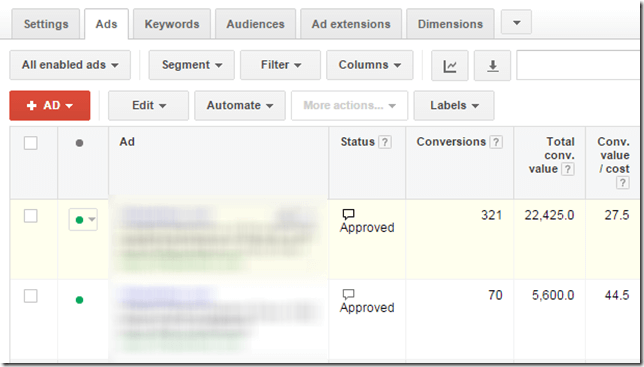 Settings Ads Keywords Audiences Ad extensions Dimensions
All enabled ads Segment Filter Columns
+ AD Edit Automate More actions... Labels
Ad Status ? Conversions ? Total conv. value ? Conv. value / cost ?
Approved 321 22,425.0 27.5
Approved 70 5,600.0 44.5